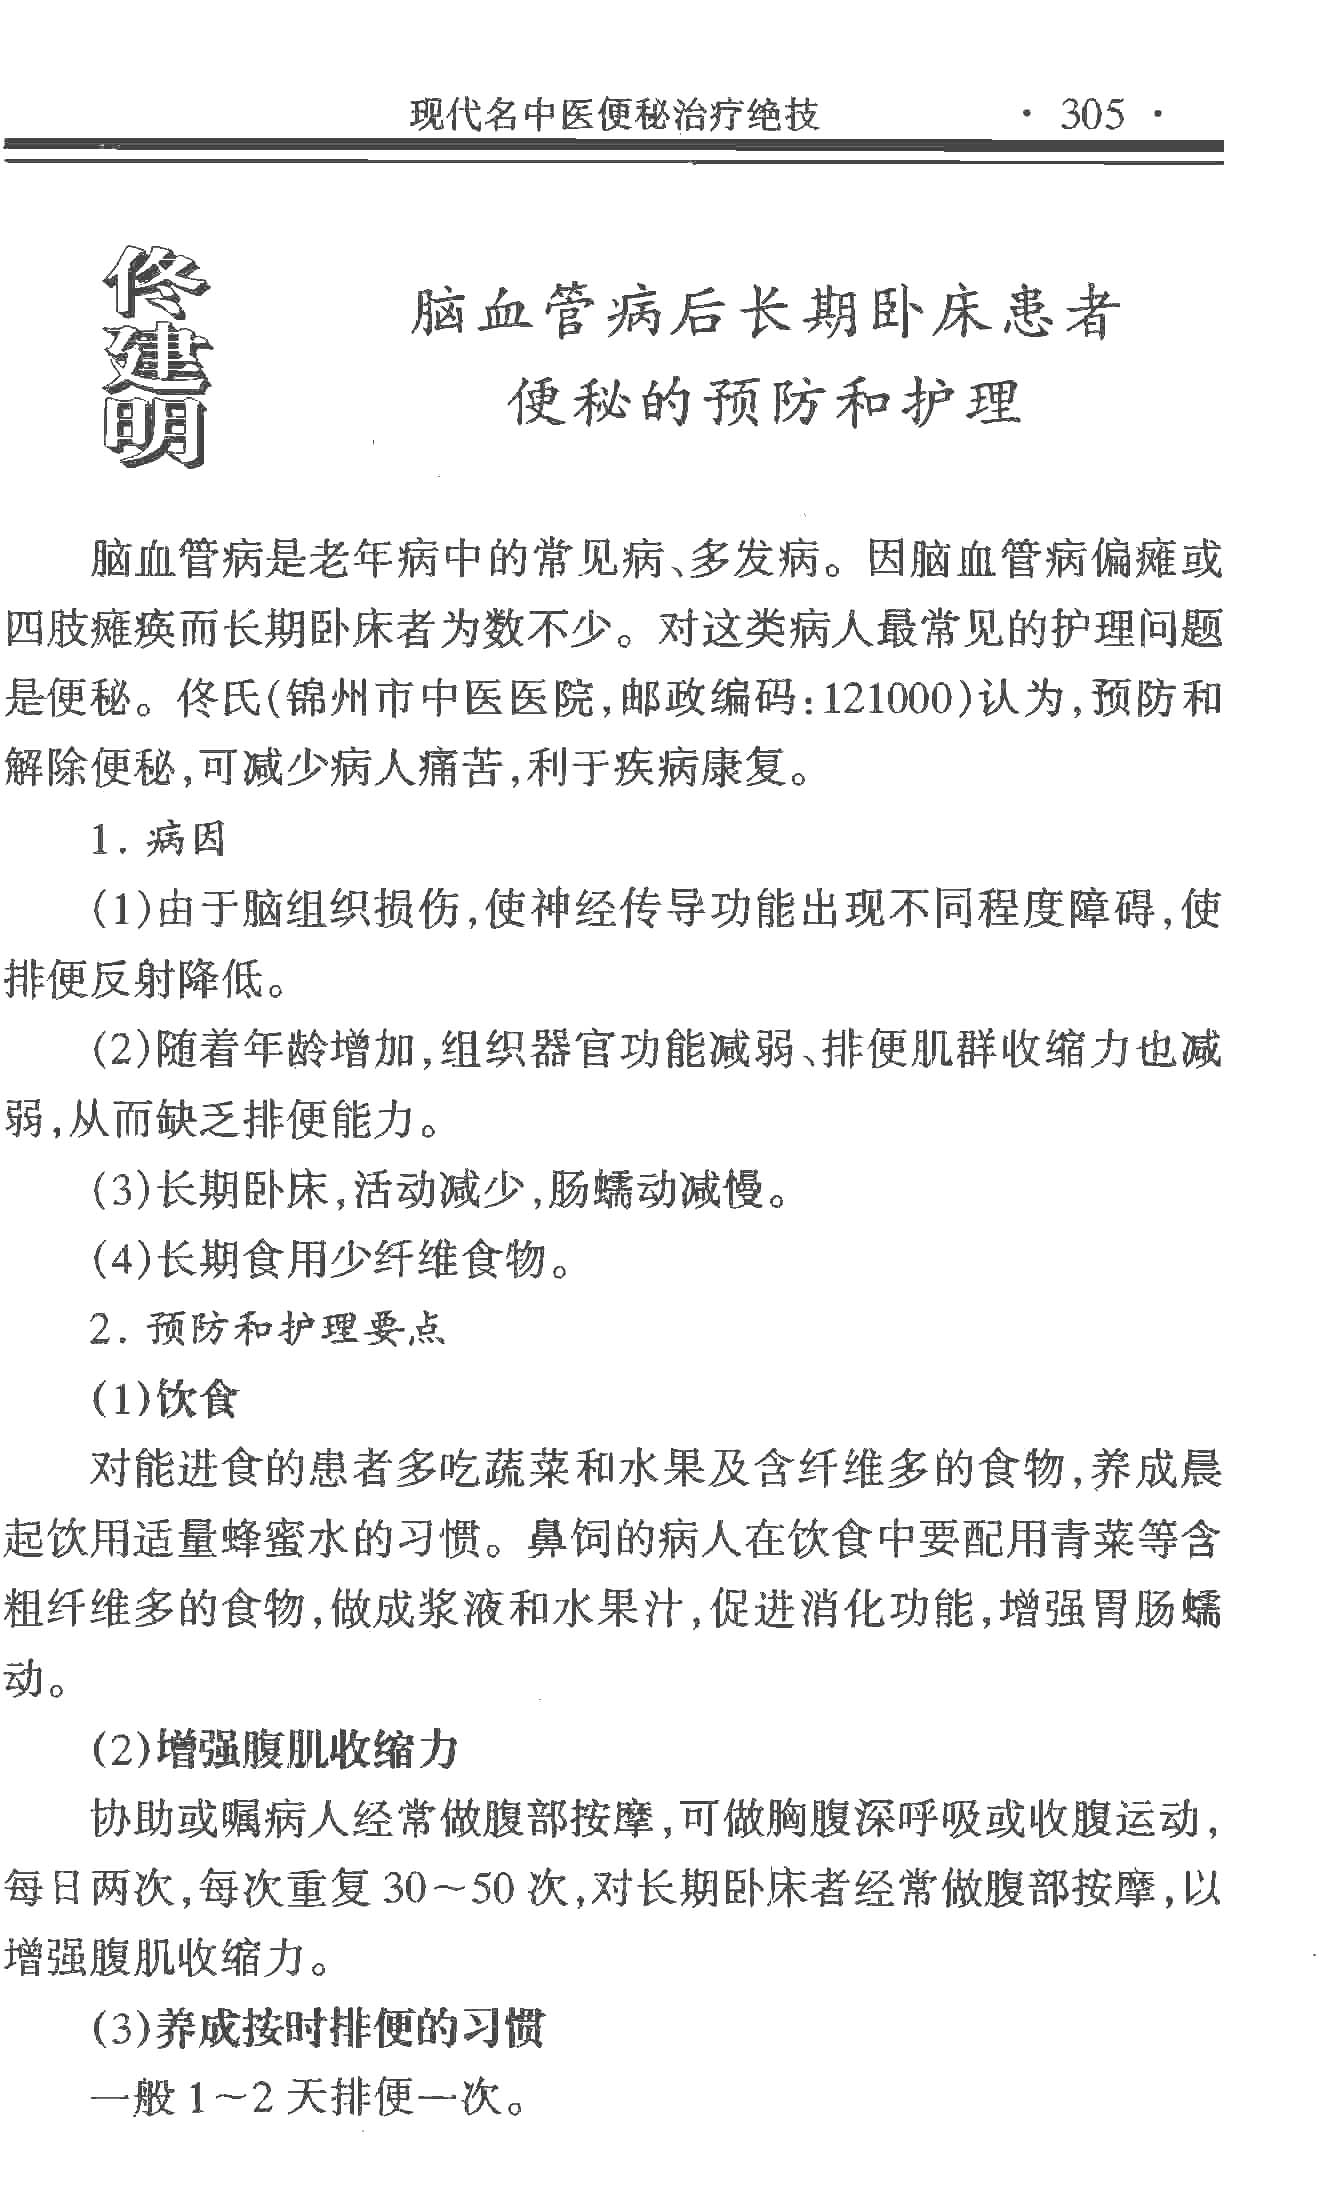 现代名中医便秘治疗绝技 · 305 ·
佟建明
脑血管病后长期卧床患者
便秘的预防和护理
脑血管病是老年病中的常见病、多发病。因脑血管病偏瘫或
四肢瘫痪而长期卧床者为数不少。对这类病人最常见的护理问题
是便秘。佟氏(锦州市中医医院,邮政编码:121000)认为,预防和
解除便秘,可减少病人痛苦,利于疾病康复。
1. 病因
(1)由于脑组织损伤,使神经传导功能出现不同程度障碍,使
排便反射降低。
(2)随着年龄增加,组织器官功能减弱、排便肌群收缩力也减
弱,从而缺乏排便能力。
(3)长期卧床,活动减少,肠蠕动减慢。
(4)长期食用少纤维食物。
2. 预防和护理要点
(1)饮食
对能进食的患者多吃蔬菜和水果及含纤维多的食物,养成晨
起饮用适量蜂蜜水的习惯。鼻饲的病人在饮食中要配用青菜等含
粗纤维多的食物,做成浆液和水果汁,促进消化功能,增强胃肠蠕
动。
(2)增强腹肌收缩力
协助或嘱病人经常做腹部按摩,可做胸腹深呼吸或收腹运动,
每日两次,每次重复 30～50 次,对长期卧床者经常做腹部按摩,以
增强腹肌收缩力。
(3)养成按时排便的习惯
一般 1～2 天排便一次。